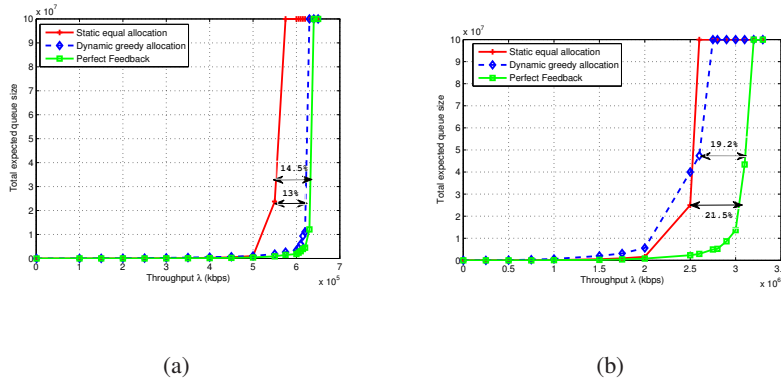 x 10^7
Static equal allocation
Dynamic greedy allocation
Perfect Feedback
Total expected queue size
10
9
8
7
6
5
4
3
2
1
0
14.5%
13%
0 1 2 3 4 5 6 7
Throughput λ (kbps)
x 10^5
(a)
x 10^7
Static equal allocation
Dynamic greedy allocation
Perfect Feedback
Total expected queue size
10
9
8
7
6
5
4
3
2
1
0
19.2%
21.5%
0 0.5 1 1.5 2 2.5 3 3.5
Throughput λ (kbps)
x 10^6
(b)